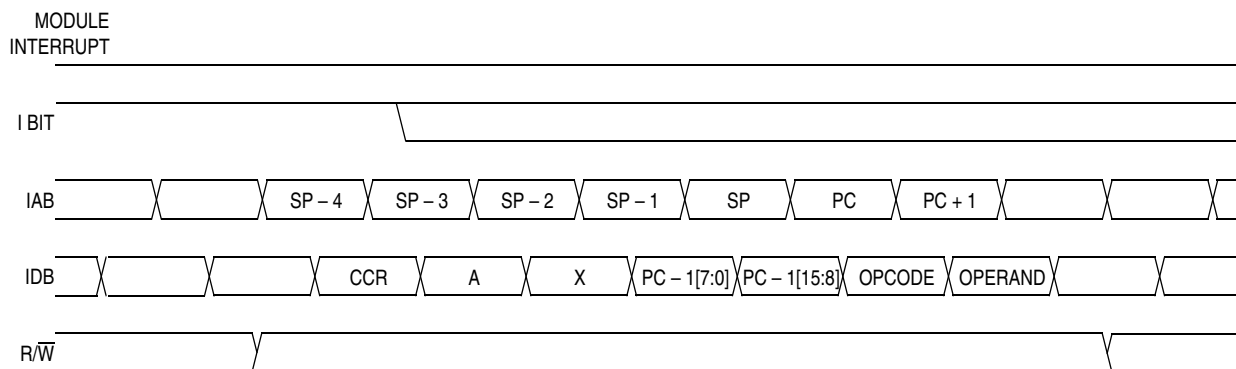 MODULE
INTERRUPT
I BIT
IAB SP – 4 SP – 3 SP – 2 SP – 1 SP PC PC + 1
IDB CCR A X PC – 1[7:0] PC – 1[15:8] OPCODE OPERAND
R/W̅